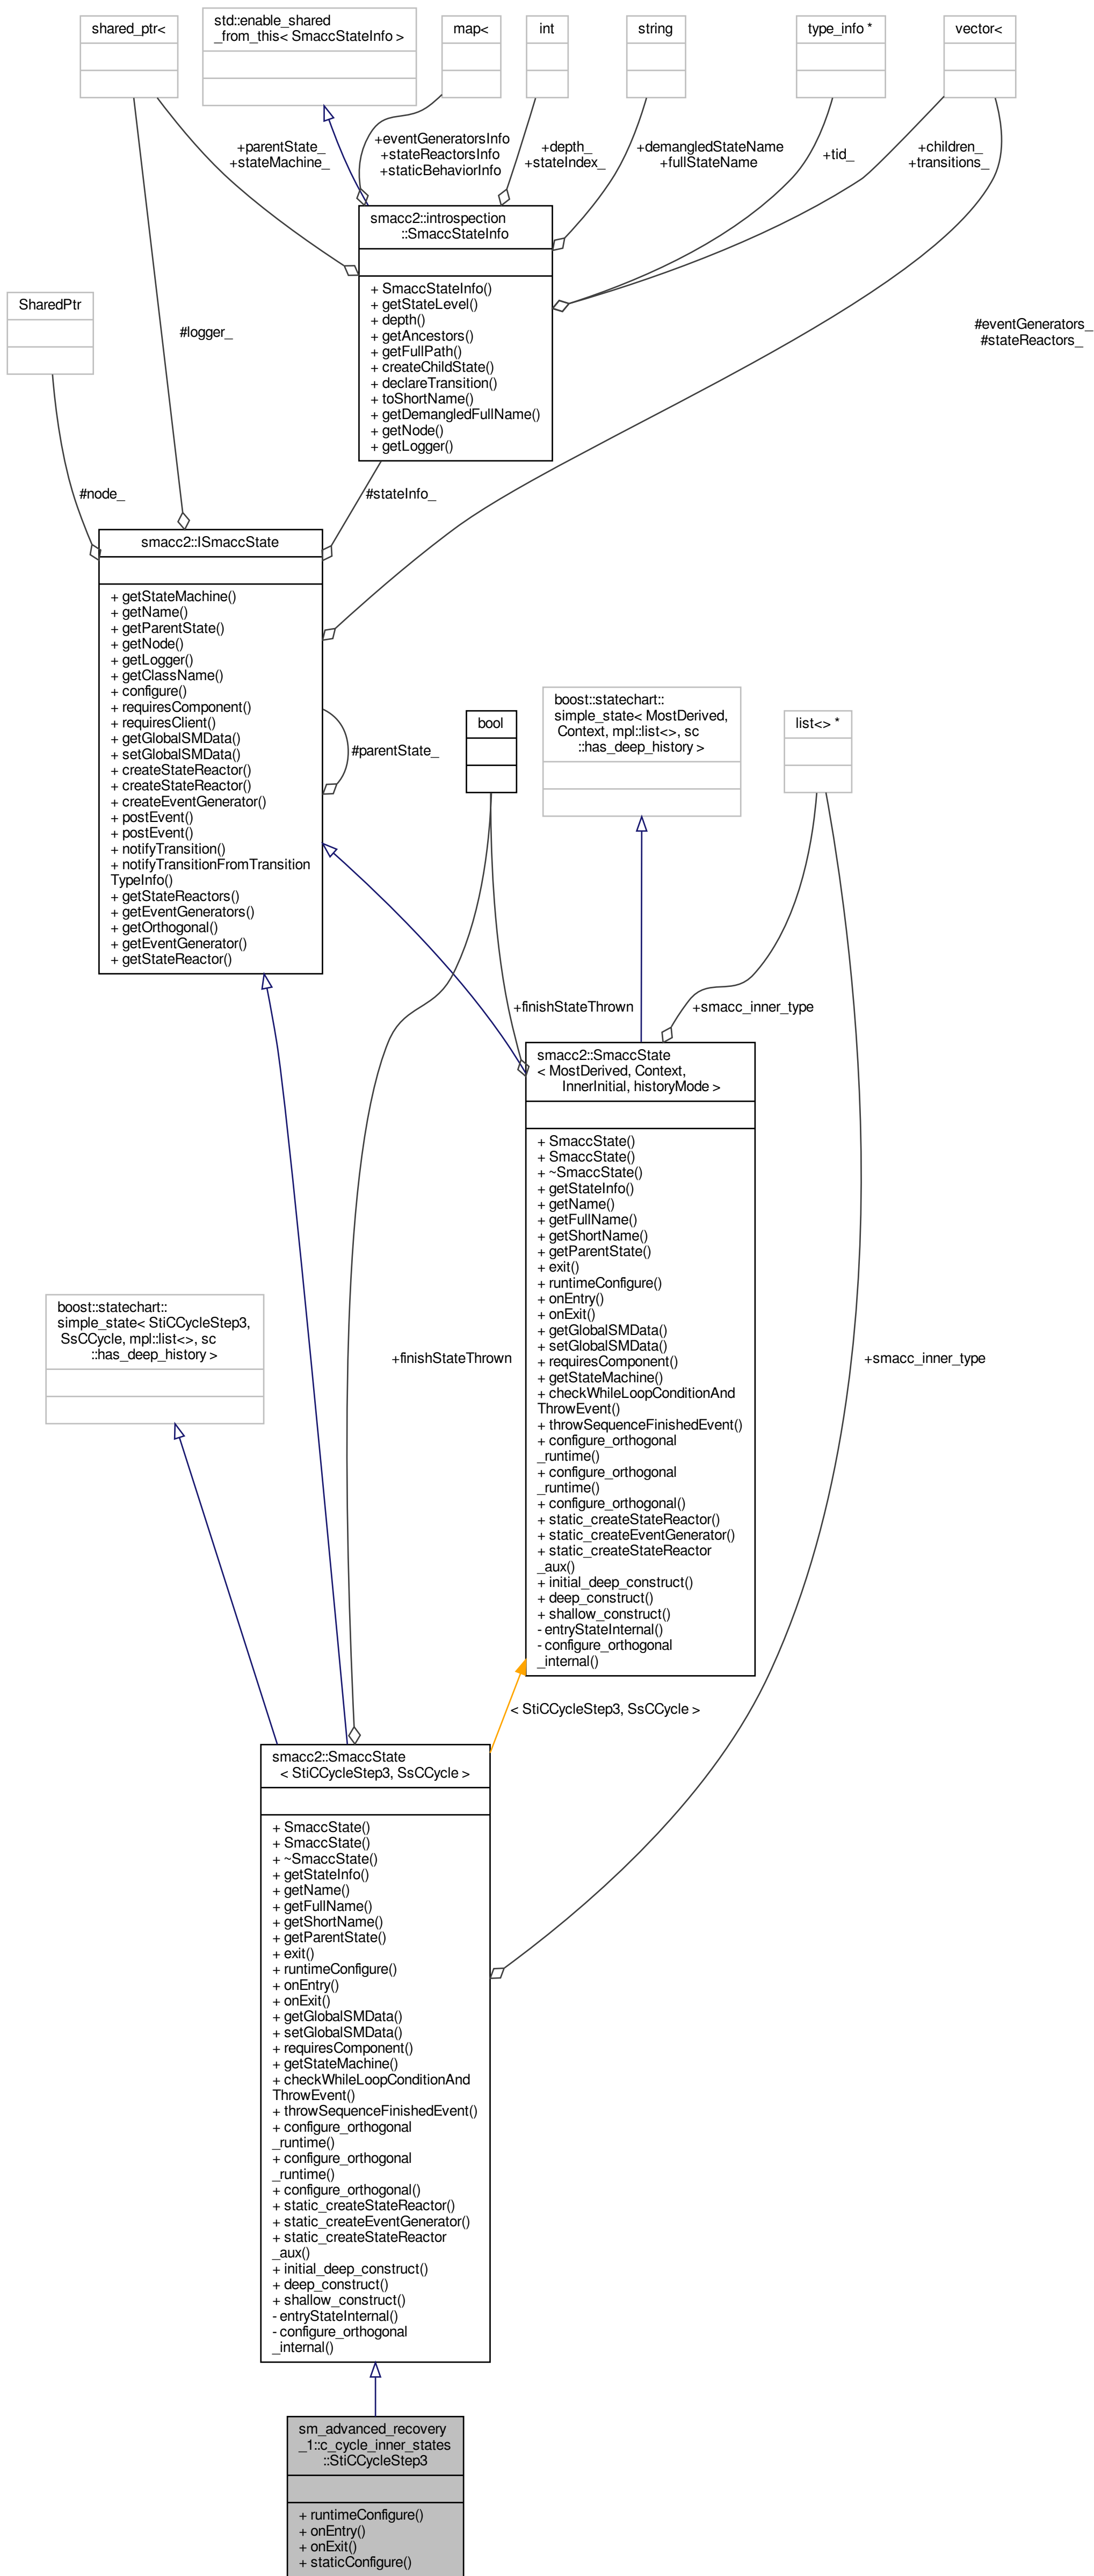 shared_ptr<
std::enable_shared
_from_this< SmaccStateInfo >
map<
int
string
type_info *
vector<
+parentState_
+stateMachine_
+eventGeneratorsInfo
+stateReactorsInfo
+staticBehaviorInfo
+depth_
+stateIndex_
+demangledStateName
+fullStateName
+tid_
+children_
+transitions_
smacc2::introspection
::SmaccStateInfo
+ SmaccStateInfo()
+ getStateLevel()
+ depth()
+ getAncestors()
+ getFullPath()
+ createChildState()
+ declareTransition()
+ toShortName()
+ getDemangledFullName()
+ getNode()
+ getLogger()
SharedPtr
#logger_
#eventGenerators_
#stateReactors_
#node_
#stateInfo_
smacc2::ISmaccState
+ getStateMachine()
+ getName()
+ getParentState()
+ getNode()
+ getLogger()
+ getClassName()
+ configure()
+ requiresComponent()
+ requiresClient()
+ getGlobalSMData()
+ setGlobalSMData()
+ createStateReactor()
+ createStateReactor()
+ createEventGenerator()
+ postEvent()
+ postEvent()
+ notifyTransition()
+ notifyTransitionFromTransition
TypeInfo()
+ getStateReactors()
+ getEventGenerators()
+ getOrthogonal()
+ getEventGenerator()
+ getStateReactor()
#parentState_
bool
boost::statechart::
simple_state< MostDerived,
Context, mpl::list<>, sc
::has_deep_history >
list<> *
+finishStateThrown
+smacc_inner_type
smacc2::SmaccState
< MostDerived, Context,
InnerInitial, historyMode >
+ SmaccState()
+ SmaccState()
+ ~SmaccState()
+ getStateInfo()
+ getName()
+ getFullName()
+ getShortName()
+ getParentState()
+ exit()
+ runtimeConfigure()
+ onEntry()
+ onExit()
+ getGlobalSMData()
+ setGlobalSMData()
+ requiresComponent()
+ getStateMachine()
+ checkWhileLoopConditionAnd
ThrowEvent()
+ throwSequenceFinishedEvent()
+ configure_orthogonal
_runtime()
+ configure_orthogonal
_runtime()
+ configure_orthogonal()
+ static_createStateReactor()
+ static_createEventGenerator()
+ static_createStateReactor
_aux()
+ initial_deep_construct()
+ deep_construct()
+ shallow_construct()
- entryStateInternal()
- configure_orthogonal
_internal()
boost::statechart::
simple_state< StiCCycleStep3,
SsCCycle, mpl::list<>, sc
::has_deep_history >
+finishStateThrown
+smacc_inner_type
< StiCCycleStep3, SsCCycle >
smacc2::SmaccState
< StiCCycleStep3, SsCCycle >
+ SmaccState()
+ SmaccState()
+ ~SmaccState()
+ getStateInfo()
+ getName()
+ getFullName()
+ getShortName()
+ getParentState()
+ exit()
+ runtimeConfigure()
+ onEntry()
+ onExit()
+ getGlobalSMData()
+ setGlobalSMData()
+ requiresComponent()
+ getStateMachine()
+ checkWhileLoopConditionAnd
ThrowEvent()
+ throwSequenceFinishedEvent()
+ configure_orthogonal
_runtime()
+ configure_orthogonal
_runtime()
+ configure_orthogonal()
+ static_createStateReactor()
+ static_createEventGenerator()
+ static_createStateReactor
_aux()
+ initial_deep_construct()
+ deep_construct()
+ shallow_construct()
- entryStateInternal()
- configure_orthogonal
_internal()
sm_advanced_recovery
_1::c_cycle_inner_states
::StiCCycleStep3
+ runtimeConfigure()
+ onEntry()
+ onExit()
+ staticConfigure()